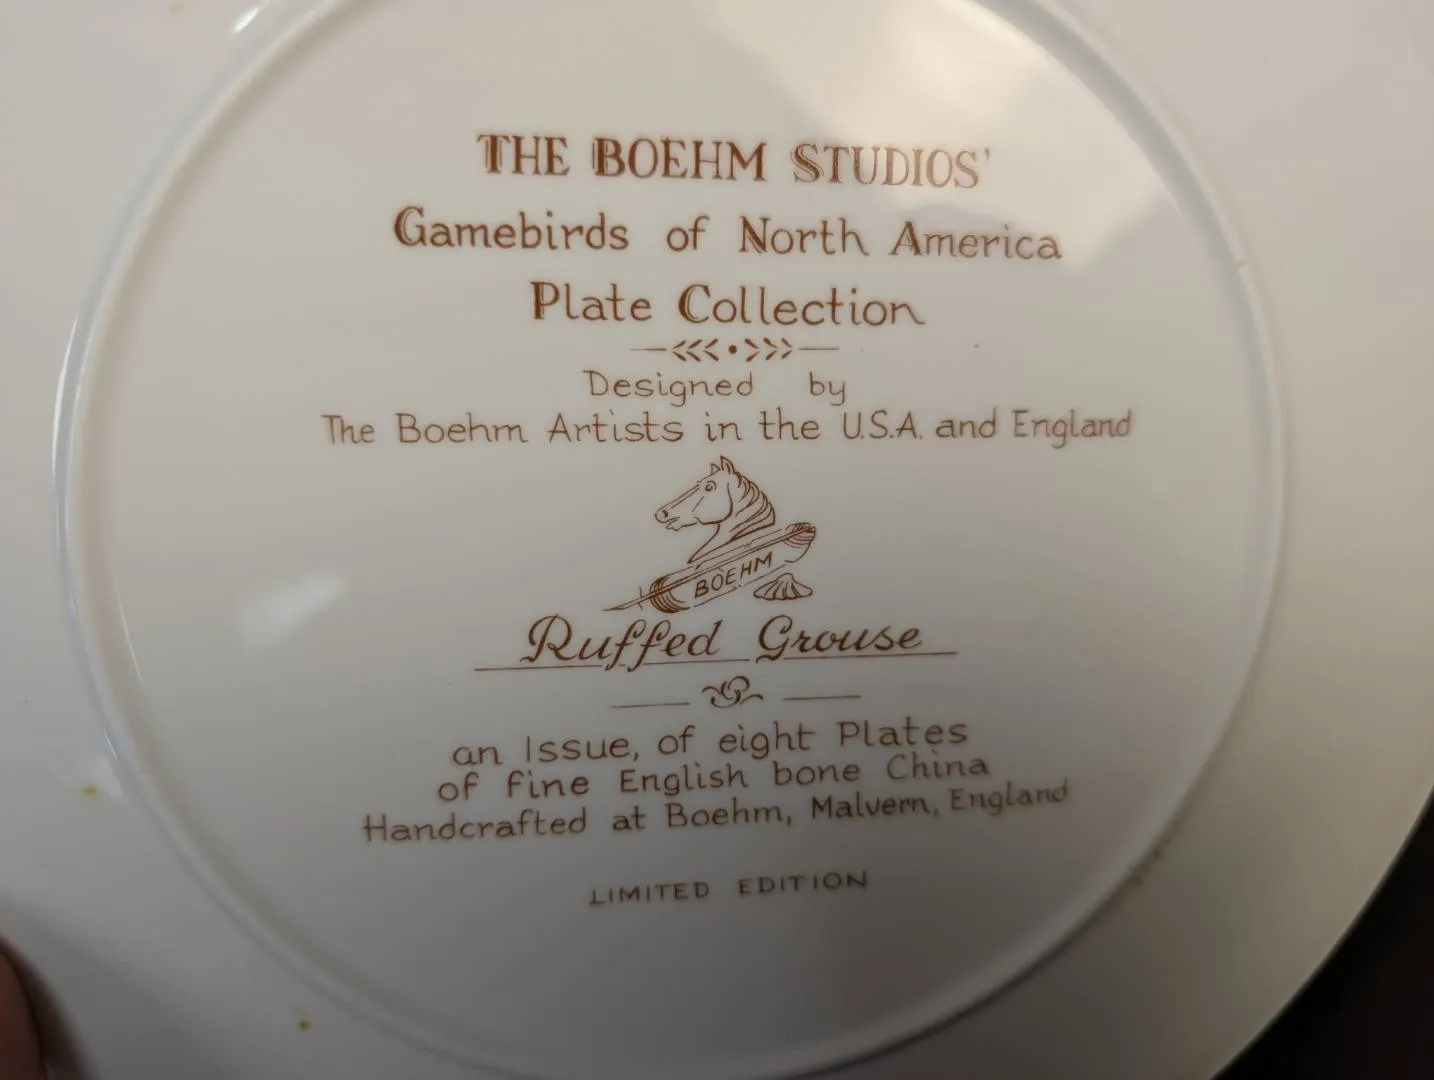 THE BOEHM STUDIOS'
Gamebirds of North America
Plate Collection
Designed by
The Boehm Artists in the U.S.A. and England
BOEHM
Ruffed Grouse
an Issue, of eight Plates
of fine English bone China
Handcrafted at Boehm, Malvern, England
LIMITED EDITION